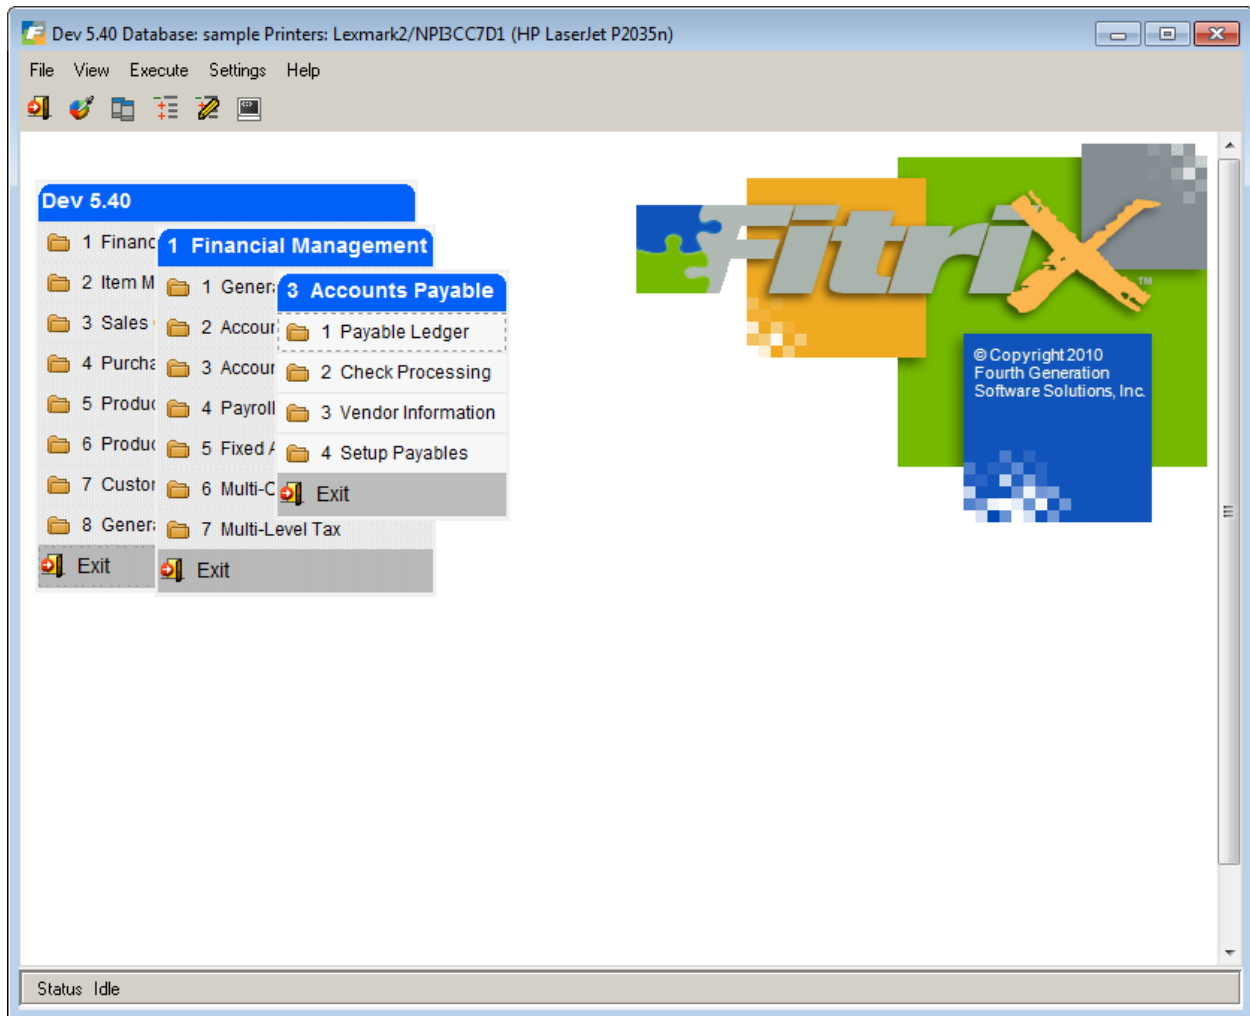 Dev 5.40 Database: sample Printers: Lexmark2/NPI3CC7D1 (HP LaserJet P2035n)
File View Execute Settings Help
Dev 5.40
1 Financ
2 Item M
3 Sales
4 Purcha
5 Produc
6 Produc
7 Custom
8 Genera
Exit
1 Financial Management
1 Genera
2 Accoun
3 Accoun
4 Payroll
5 Fixed A
6 Multi-C
7 Multi-Level Tax
Exit
3 Accounts Payable
1 Payable Ledger
2 Check Processing
3 Vendor Information
4 Setup Payables
Exit
Fitrix
TM
© Copyright 2010
Fourth Generation
Software Solutions, Inc.
Status Idle